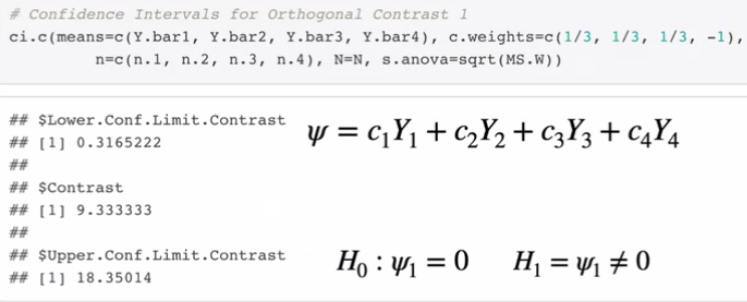 # Confidence Intervals for Orthogonal Contrast 1
ci.c(means=c(Y.bar1, Y.bar2, Y.bar3, Y.bar4), c.weights=c(1/3, 1/3, 1/3, -1),
n=c(n.1, n.2, n.3, n.4), N=N, s.anova=sqrt(MS.W))
## $Lower.Conf.Limit.Contrast
## [1] 0.3165222
##
## $Contrast
## [1] 9.333333
##
## $Upper.Conf.Limit.Contrast
## [1] 18.35014
ψ = c₁Y₁ + c₂Y₂ + c₃Y₃ + c₄Y₄
H₀ : ψ₁ = 0 H₁ = ψ₁ ≠ 0